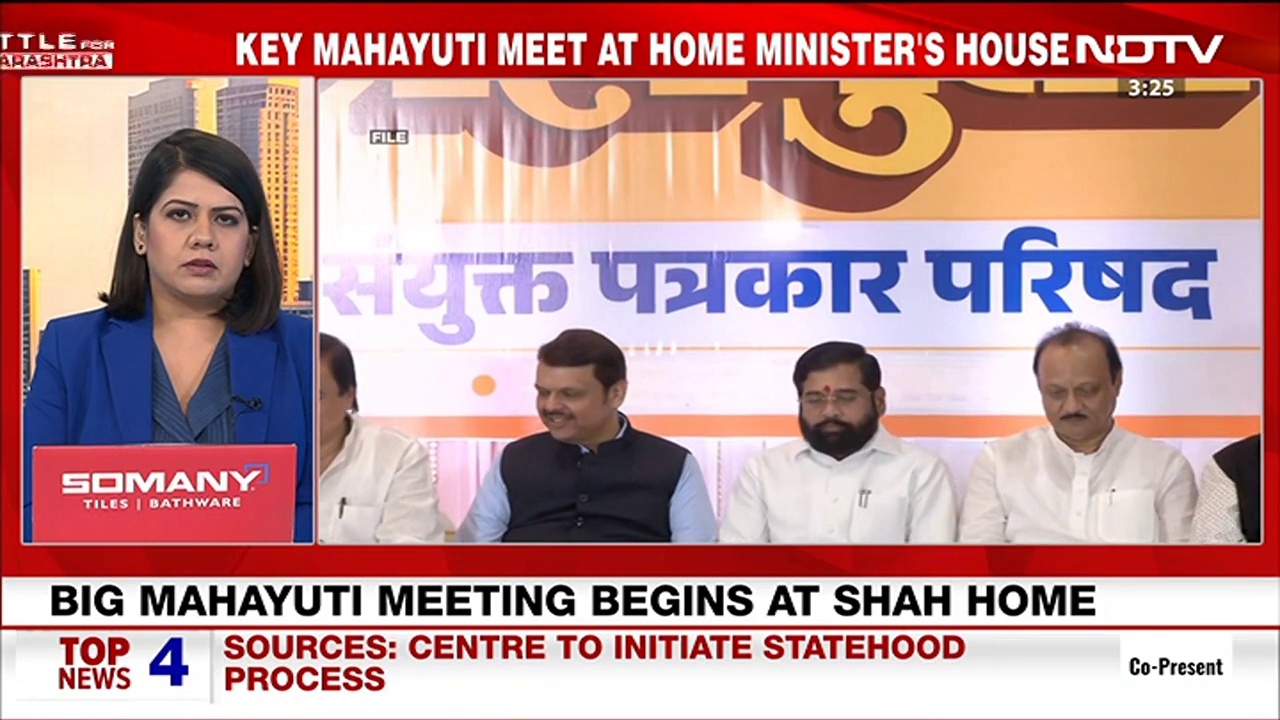 TTLE FOR
ARASHTRA
KEY MAHAYUTI MEET AT HOME MINISTER'S HOUSE
NDTV
3:25
FILE
संयुक्त पत्रकार परिषद
SOMANY
TILES | BATHWARE
BIG MAHAYUTI MEETING BEGINS AT SHAH HOME
TOP
NEWS
4
SOURCES: CENTRE TO INITIATE STATEHOOD
PROCESS
Co-Present